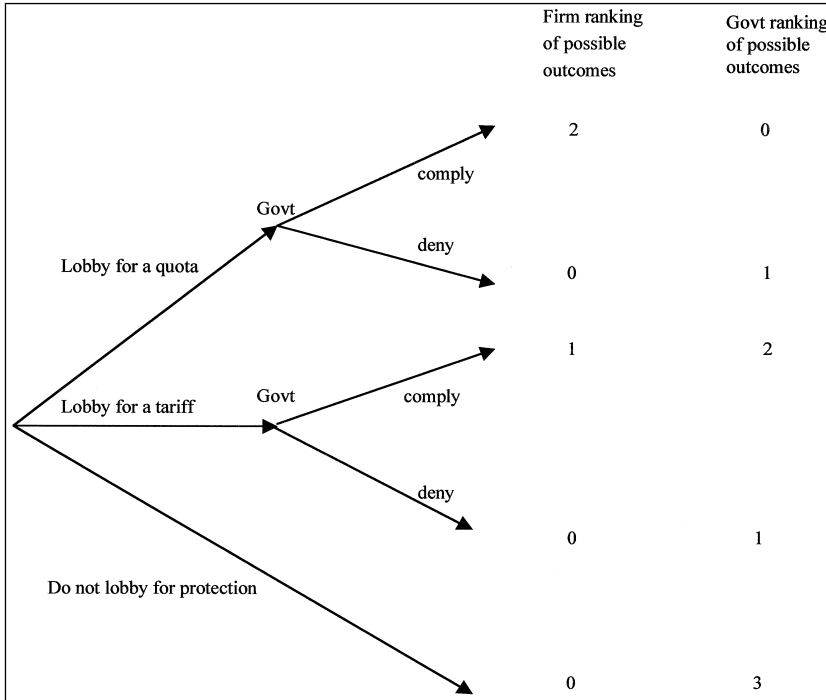 Firm ranking
of possible
outcomes
Govt ranking
of possible
outcomes
2
0
comply
Govt
deny
Lobby for a quota
0
1
1
2
Govt
comply
Lobby for a tariff
deny
0
1
Do not lobby for protection
0
3